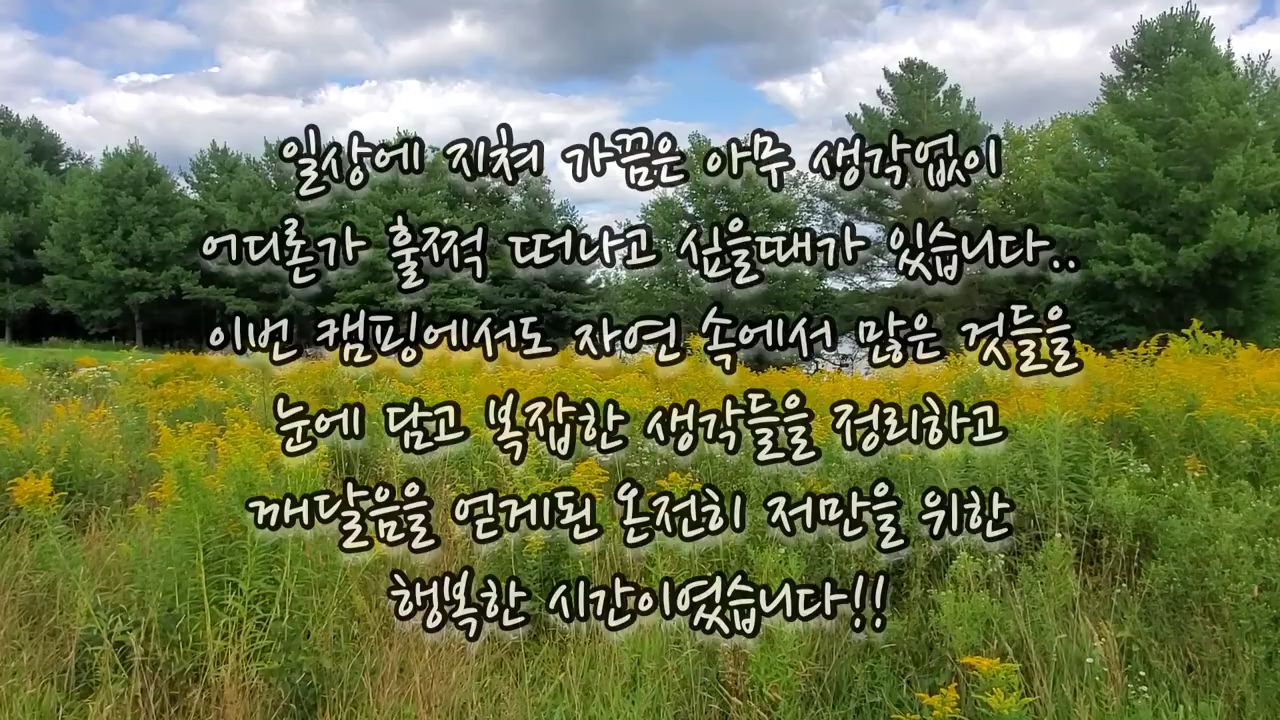 일상에 지쳐 가끔은 아무 생각없이
어디론가 훌쩍 떠나고 싶을때가 있습니다..
이번 캠핑에서도 자연 속에서 많은 것들을
눈에 담고 복잡한 생각들을 정리하고
깨달음을 얻게된 온전히 저만을 위한
행복한 시간이였습니다!!